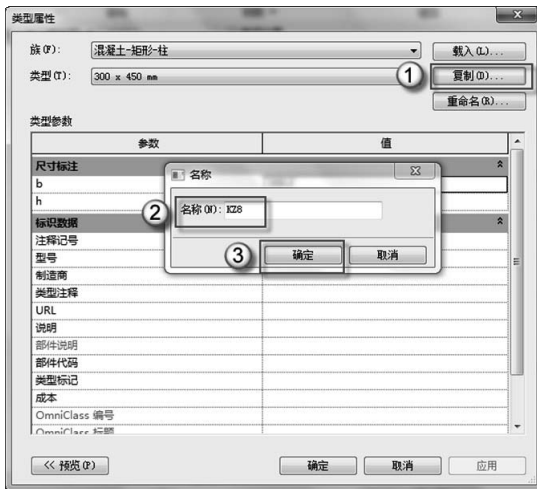 类型属性
族(F): 混凝土-矩形-柱 载入(L)...
类型(T): 300 x 450 mm ① 复制(D)...
重命名(R)...
类型参数
参数 值
尺寸标注
b
h
名称
② 名称(N): KZ8
③ 确定 取消
标识数据
注释记号
型号
制造商
类型注释
URL
说明
部件说明
部件代码
类型标记
成本
OmniClass 编号
OmniClass 标题
<< 预览(P) 确定 取消 应用